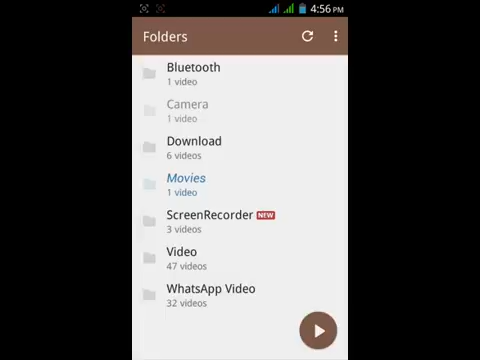 4:56 PM
Folders
Bluetooth
1 video
Camera
1 video
Download
6 videos
Movies
1 video
ScreenRecorder NEW
3 videos
Video
47 videos
WhatsApp Video
32 videos